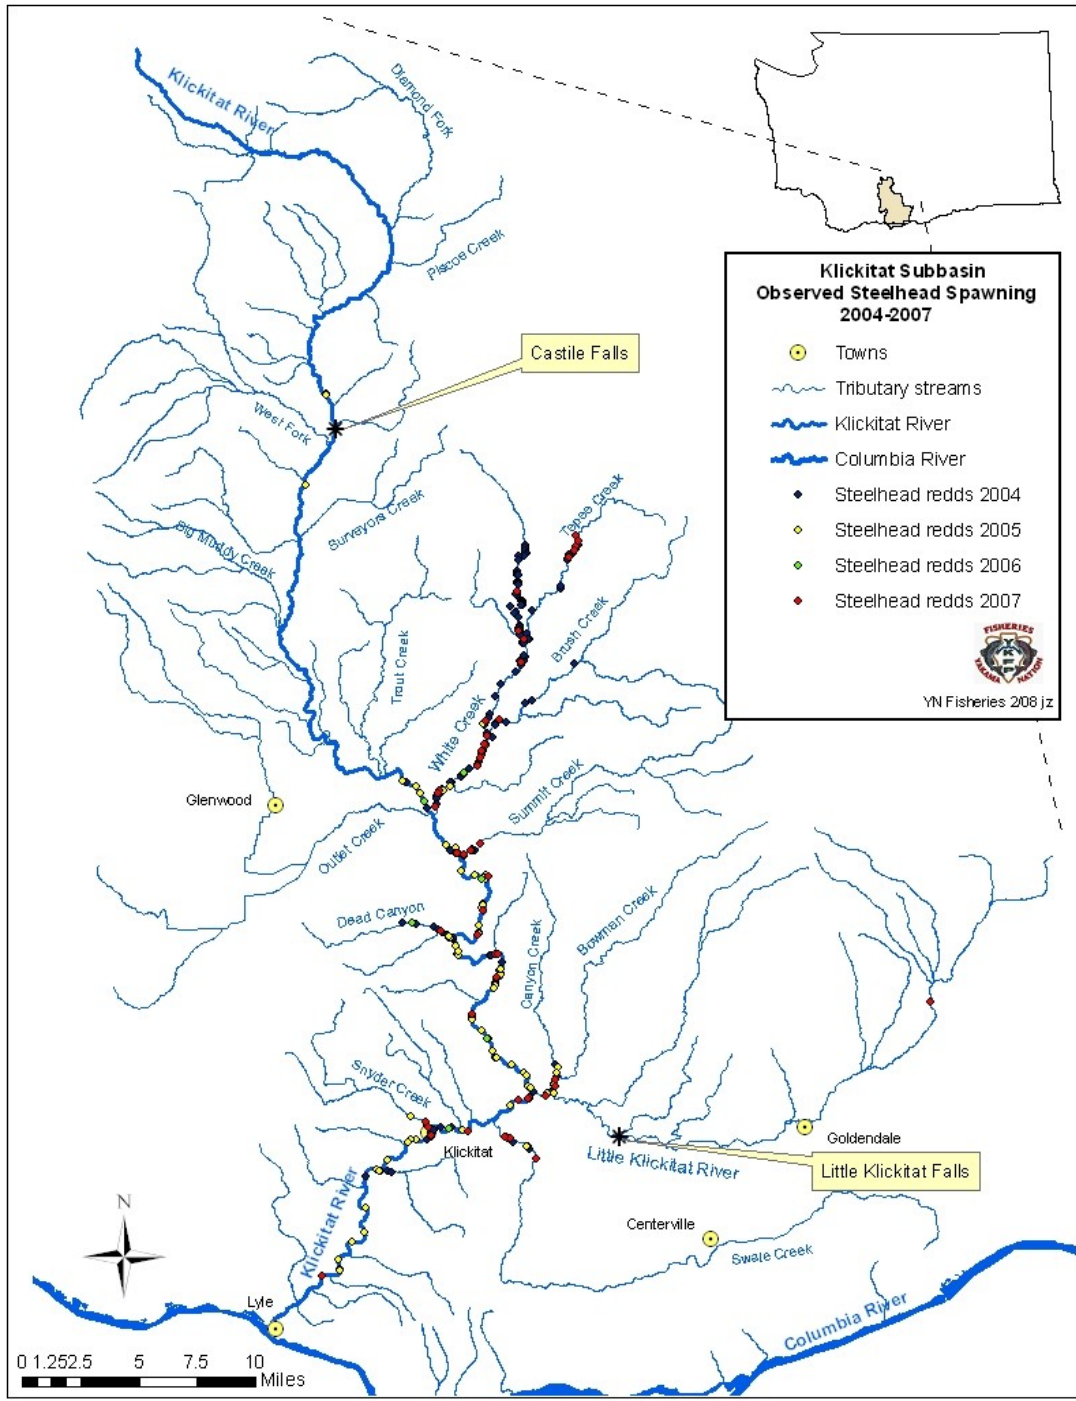 Klickitat River
Diamond Fork
Piscoe Creek
Castile Falls
West Fork
Surveyors Creek
Big Muddy Creek
Tepee Creek
Brush Creek
Trout Creek
White Creek
Summit Creek
Glenwood
Outlet Creek
Dead Canyon
Canyon Creek
Bowman Creek
Snyder Creek
Klickitat
Little Klickitat River
Goldendale
Little Klickitat Falls
Centerville
Swale Creek
Klickitat River
Lyle
Columbia River
N
0 1.25 2.5 5 7.5 10
Miles
Klickitat Subbasin
Observed Steelhead Spawning
2004-2007
Towns
Tributary streams
Klickitat River
Columbia River
Steelhead redds 2004
Steelhead redds 2005
Steelhead redds 2006
Steelhead redds 2007
FISHERIES
YKFP
YAKAMA NATION
YN Fisheries 2/08 jz